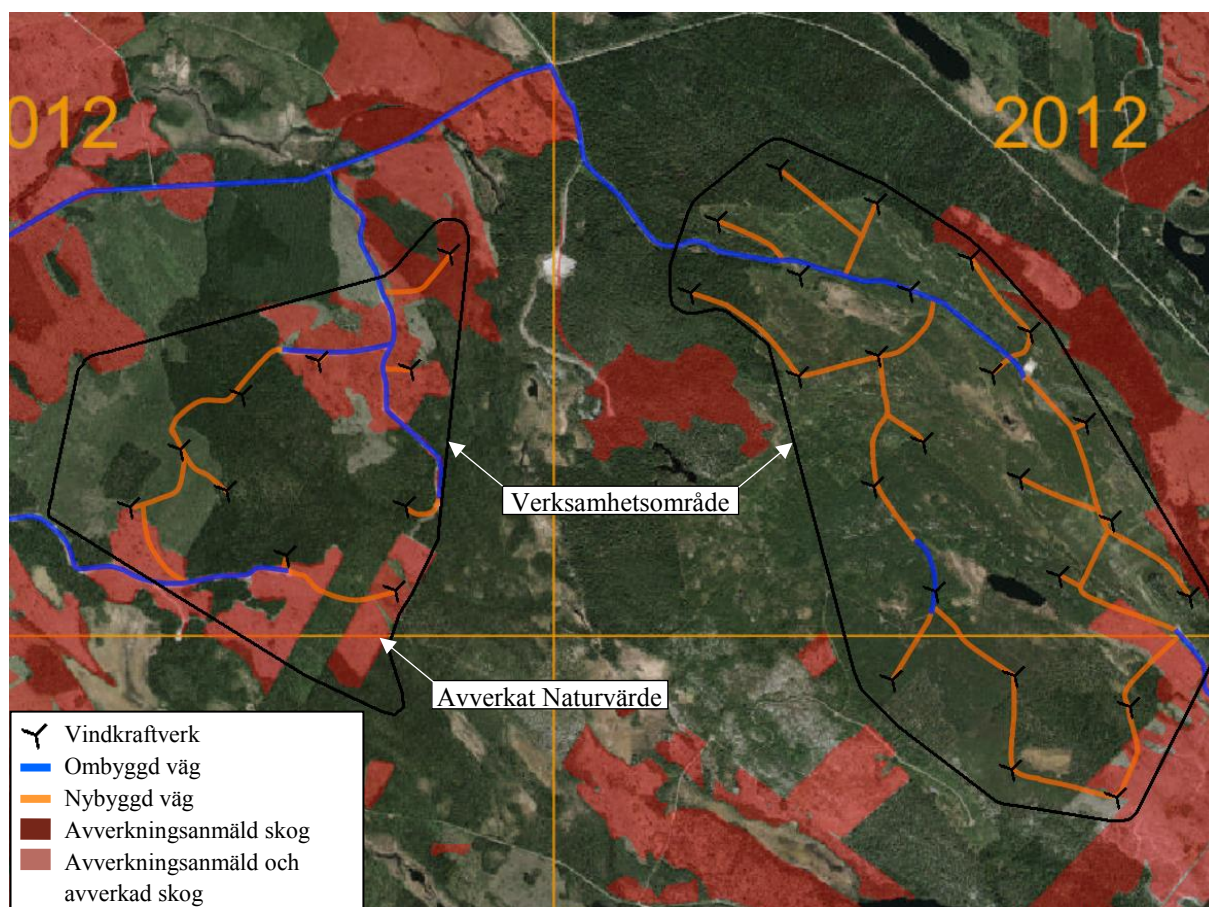 012
2012
Verksamhetsområde
Avverkat Naturvärde
Vindkraftverk
Ombyggd väg
Nybyggd väg
Avverkningsanmäld skog
Avverkningsanmäld och
avverkad skog